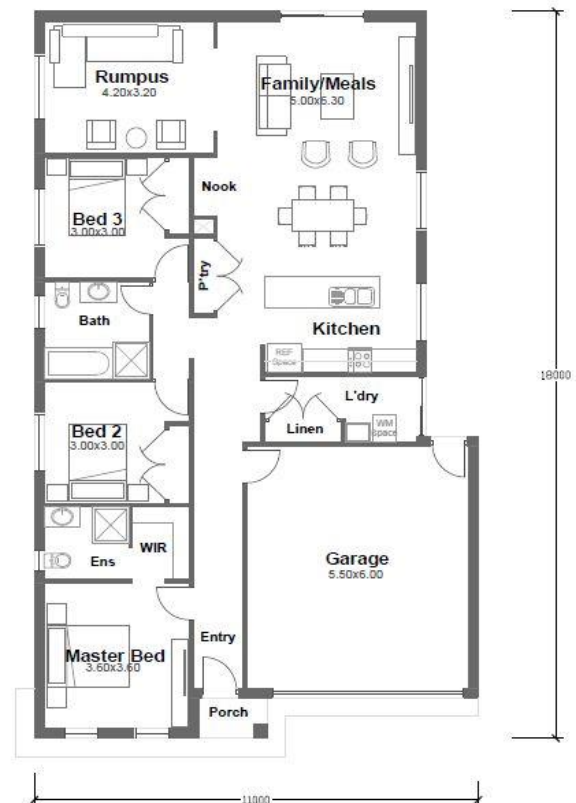 Rumpus
4.20x3.20
Family/Meals
5.00x6.30
Nook
Bed 3
3.00x3.00
P'try
Bath
Kitchen
REF
Space
L'dry
Linen
WM
Space
Bed 2
3.00x3.00
Ens
WIR
Garage
5.50x6.00
Entry
Master Bed
3.60x3.60
Porch
18000
11000